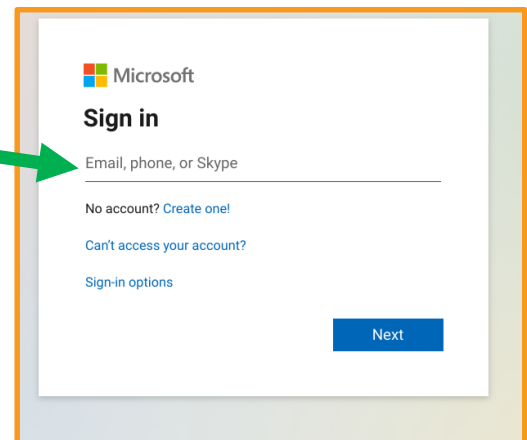 Microsoft
Sign in
Email, phone, or Skype
No account? Create one!
Can't access your account?
Sign-in options
Next